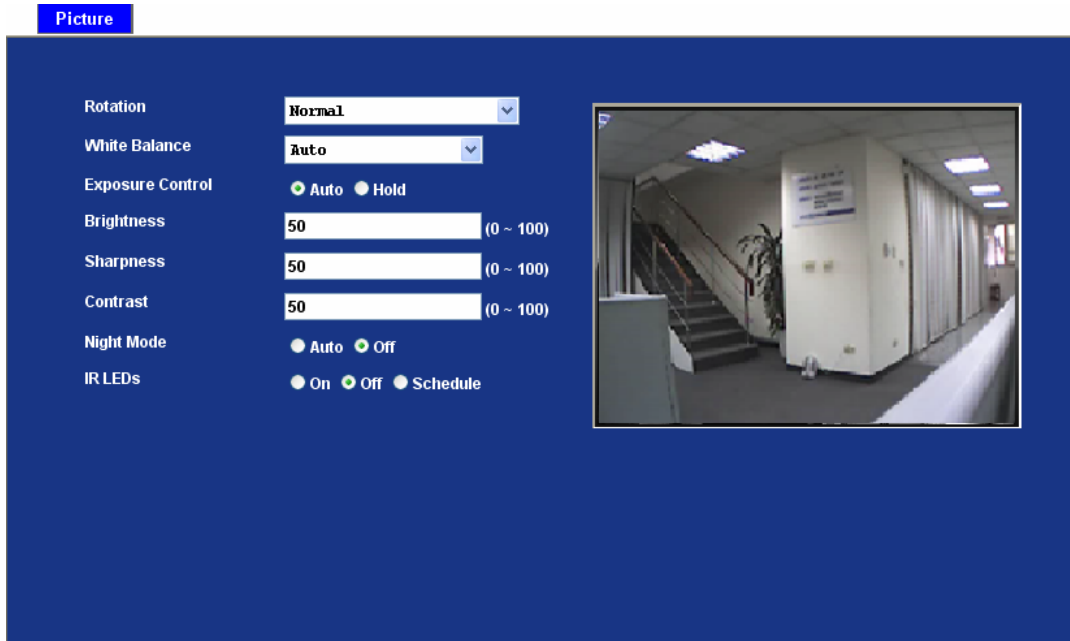 Picture
Rotation Normal
White Balance Auto
Exposure Control Auto Hold
Brightness 50 (0 ~ 100)
Sharpness 50 (0 ~ 100)
Contrast 50 (0 ~ 100)
Night Mode Auto Off
IR LEDs On Off Schedule